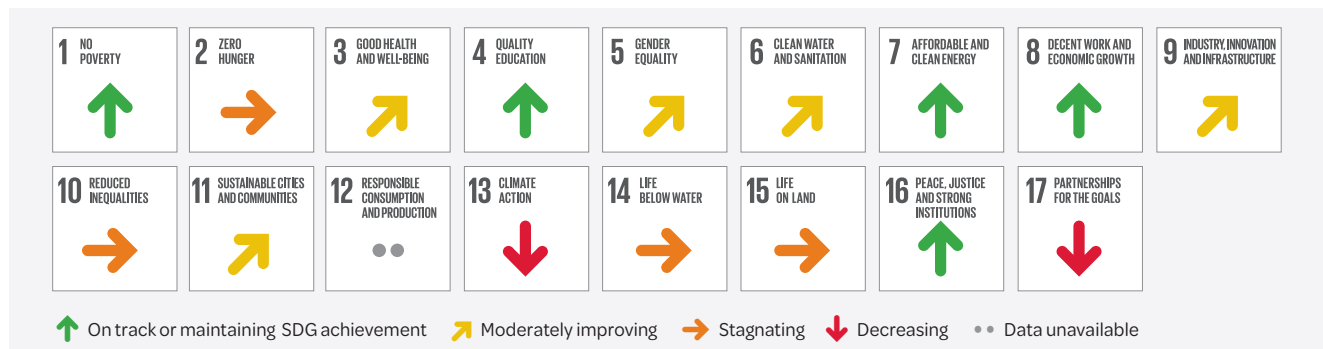 1 NO
POVERTY
2 ZERO
HUNGER
3 GOOD HEALTH
AND WELL-BEING
4 QUALITY
EDUCATION
5 GENDER
EQUALITY
6 CLEAN WATER
AND SANITATION
7 AFFORDABLE AND
CLEAN ENERGY
8 DECENT WORK AND
ECONOMIC GROWTH
9 INDUSTRY, INNOVATION
AND INFRASTRUCTURE
10 REDUCED
INEQUALITIES
11 SUSTAINABLE CITIES
AND COMMUNITIES
12 RESPONSIBLE
CONSUMPTION
AND PRODUCTION
13 CLIMATE
ACTION
14 LIFE
BELOW WATER
15 LIFE
ON LAND
16 PEACE, JUSTICE
AND STRONG
INSTITUTIONS
17 PARTNERSHIPS
FOR THE GOALS
On track or maintaining SDG achievement
Moderately improving
Stagnating
Decreasing
Data unavailable